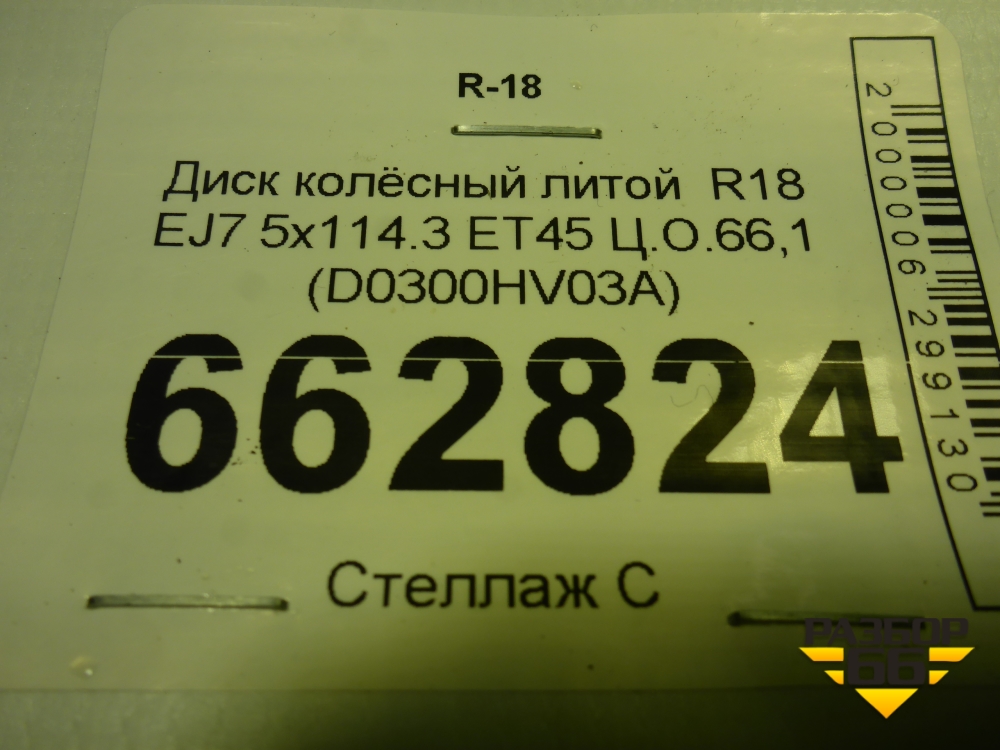 R-18
Диск колёсный литой R18
EJ7 5x114.3 ET45 Ц.О.66,1
(D0300HV03A)
662824
Стеллаж С
2000006299130
РАЗБОР
66